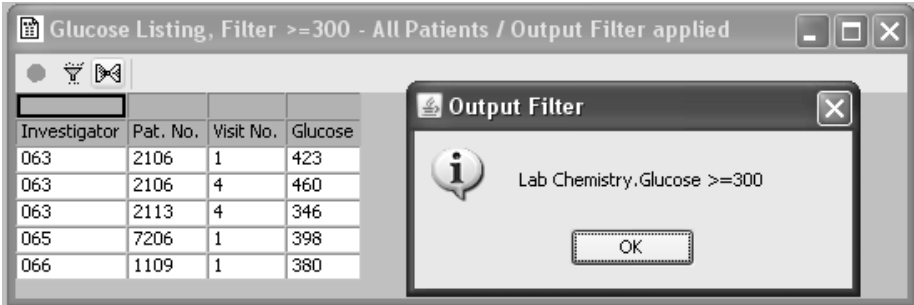 Glucose Listing, Filter >=300 - All Patients / Output Filter applied
Investigator Pat. No. Visit No. Glucose
063 2106 1 423
063 2106 4 460
063 2113 4 346
065 7206 1 398
066 1109 1 380
Output Filter
Lab Chemistry.Glucose >=300
OK